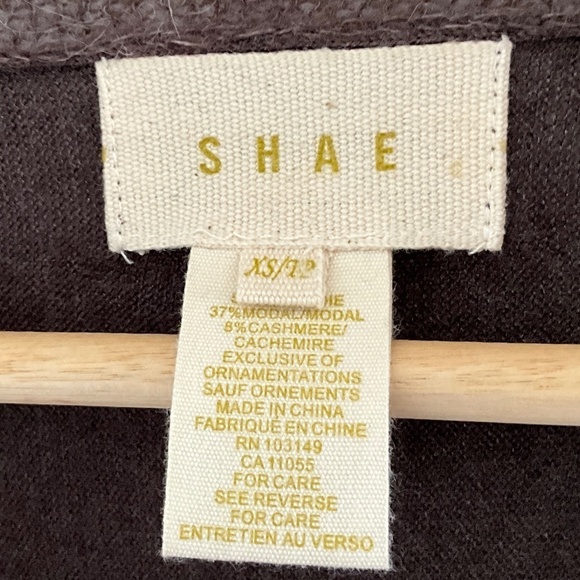 SHAE
XS/TP
37%MODAL/MODAL
8%CASHMERE/
CACHEMIRE
EXCLUSIVE OF
ORNAMENTATIONS
SAUF ORNEMENTS
MADE IN CHINA
FABRIQUÉ EN CHINE
RN 103149
CA 11055
FOR CARE
SEE REVERSE
FOR CARE
ENTRETIEN AU VERSO